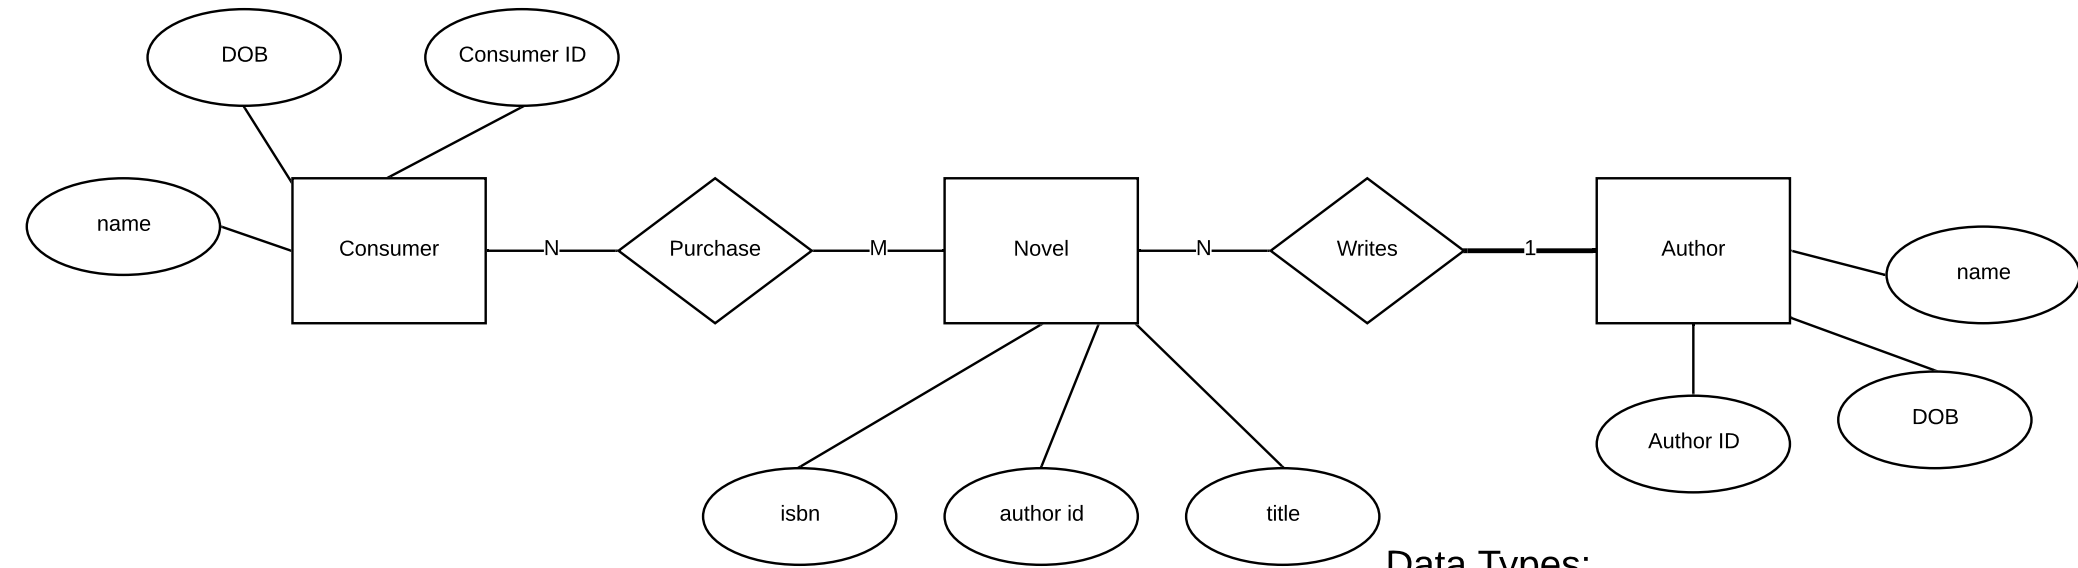 DOB
Consumer ID
name
Consumer
N
Purchase
M
Novel
N
Writes
1
Author
name
DOB
Author ID
isbn
author id
title
Data Types: